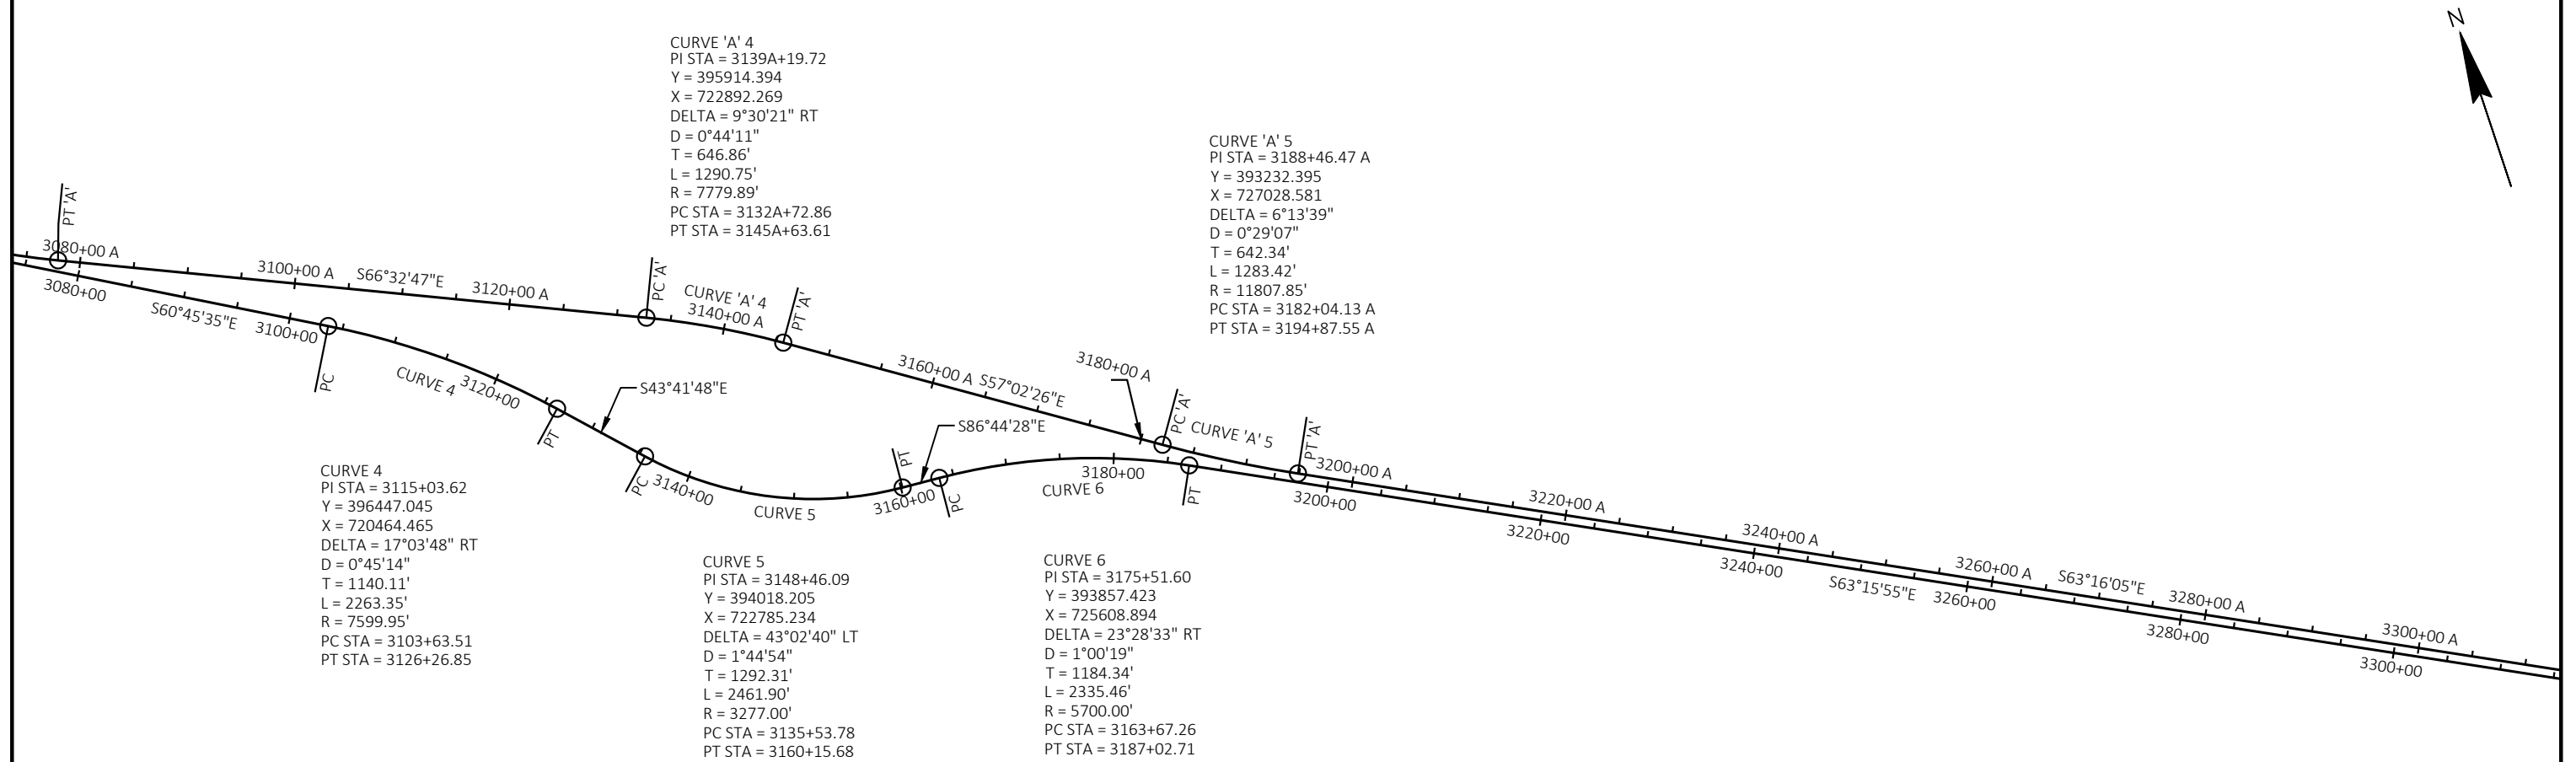 N
CURVE 'A' 4
PI STA = 3139A+19.72
Y = 395914.394
X = 722892.269
DELTA = 9°30'21" RT
D = 0°44'11"
T = 646.86'
L = 1290.75'
R = 7779.89'
PC STA = 3132A+72.86
PT STA = 3145A+63.61
CURVE 'A' 5
PI STA = 3188+46.47 A
Y = 393232.395
X = 727028.581
DELTA = 6°13'39"
D = 0°29'07"
T = 642.34'
L = 1283.42'
R = 11807.85'
PC STA = 3182+04.13 A
PT STA = 3194+87.55 A
PT 'A'
3080+00 A
3100+00 A
S66°32'47"E
3120+00 A
PC 'A'
CURVE 'A' 4
3140+00 A
PT 'A'
3160+00 A
S57°02'26"E
3180+00 A
PC 'A'
CURVE 'A' 5
PT 'A'
3200+00 A
3220+00 A
3240+00 A
3260+00 A
S63°16'05"E
3280+00 A
3300+00 A
3080+00
S60°45'35"E
3100+00
PC
CURVE 4
3120+00
PT
S43°41'48"E
PC
3140+00
CURVE 5
PT
3160+00
S86°44'28"E
PC
CURVE 6
3180+00
PT
3200+00
3220+00
3240+00
S63°15'55"E
3260+00
3280+00
3300+00
CURVE 4
PI STA = 3115+03.62
Y = 396447.045
X = 720464.465
DELTA = 17°03'48" RT
D = 0°45'14"
T = 1140.11'
L = 2263.35'
R = 7599.95'
PC STA = 3103+63.51
PT STA = 3126+26.85
CURVE 5
PI STA = 3148+46.09
Y = 394018.205
X = 722785.234
DELTA = 43°02'40" LT
D = 1°44'54"
T = 1292.31'
L = 2461.90'
R = 3277.00'
PC STA = 3135+53.78
PT STA = 3160+15.68
CURVE 6
PI STA = 3175+51.60
Y = 393857.423
X = 725608.894
DELTA = 23°28'33" RT
D = 1°00'19"
T = 1184.34'
L = 2335.46'
R = 5700.00'
PC STA = 3163+67.26
PT STA = 3187+02.71